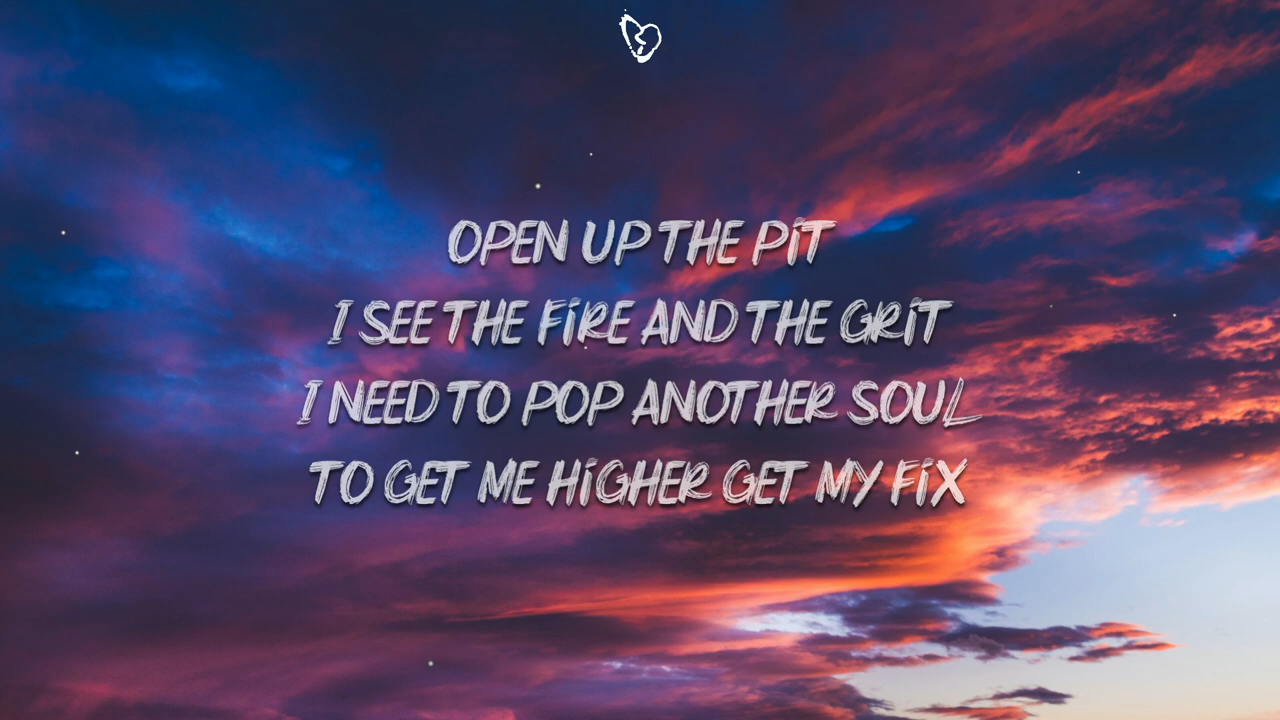 OPEN UP THE PIT
I SEE THE FIRE AND THE GRIT
I NEED TO POP ANOTHER SOUL
TO GET ME HIGHER GET MY FIX